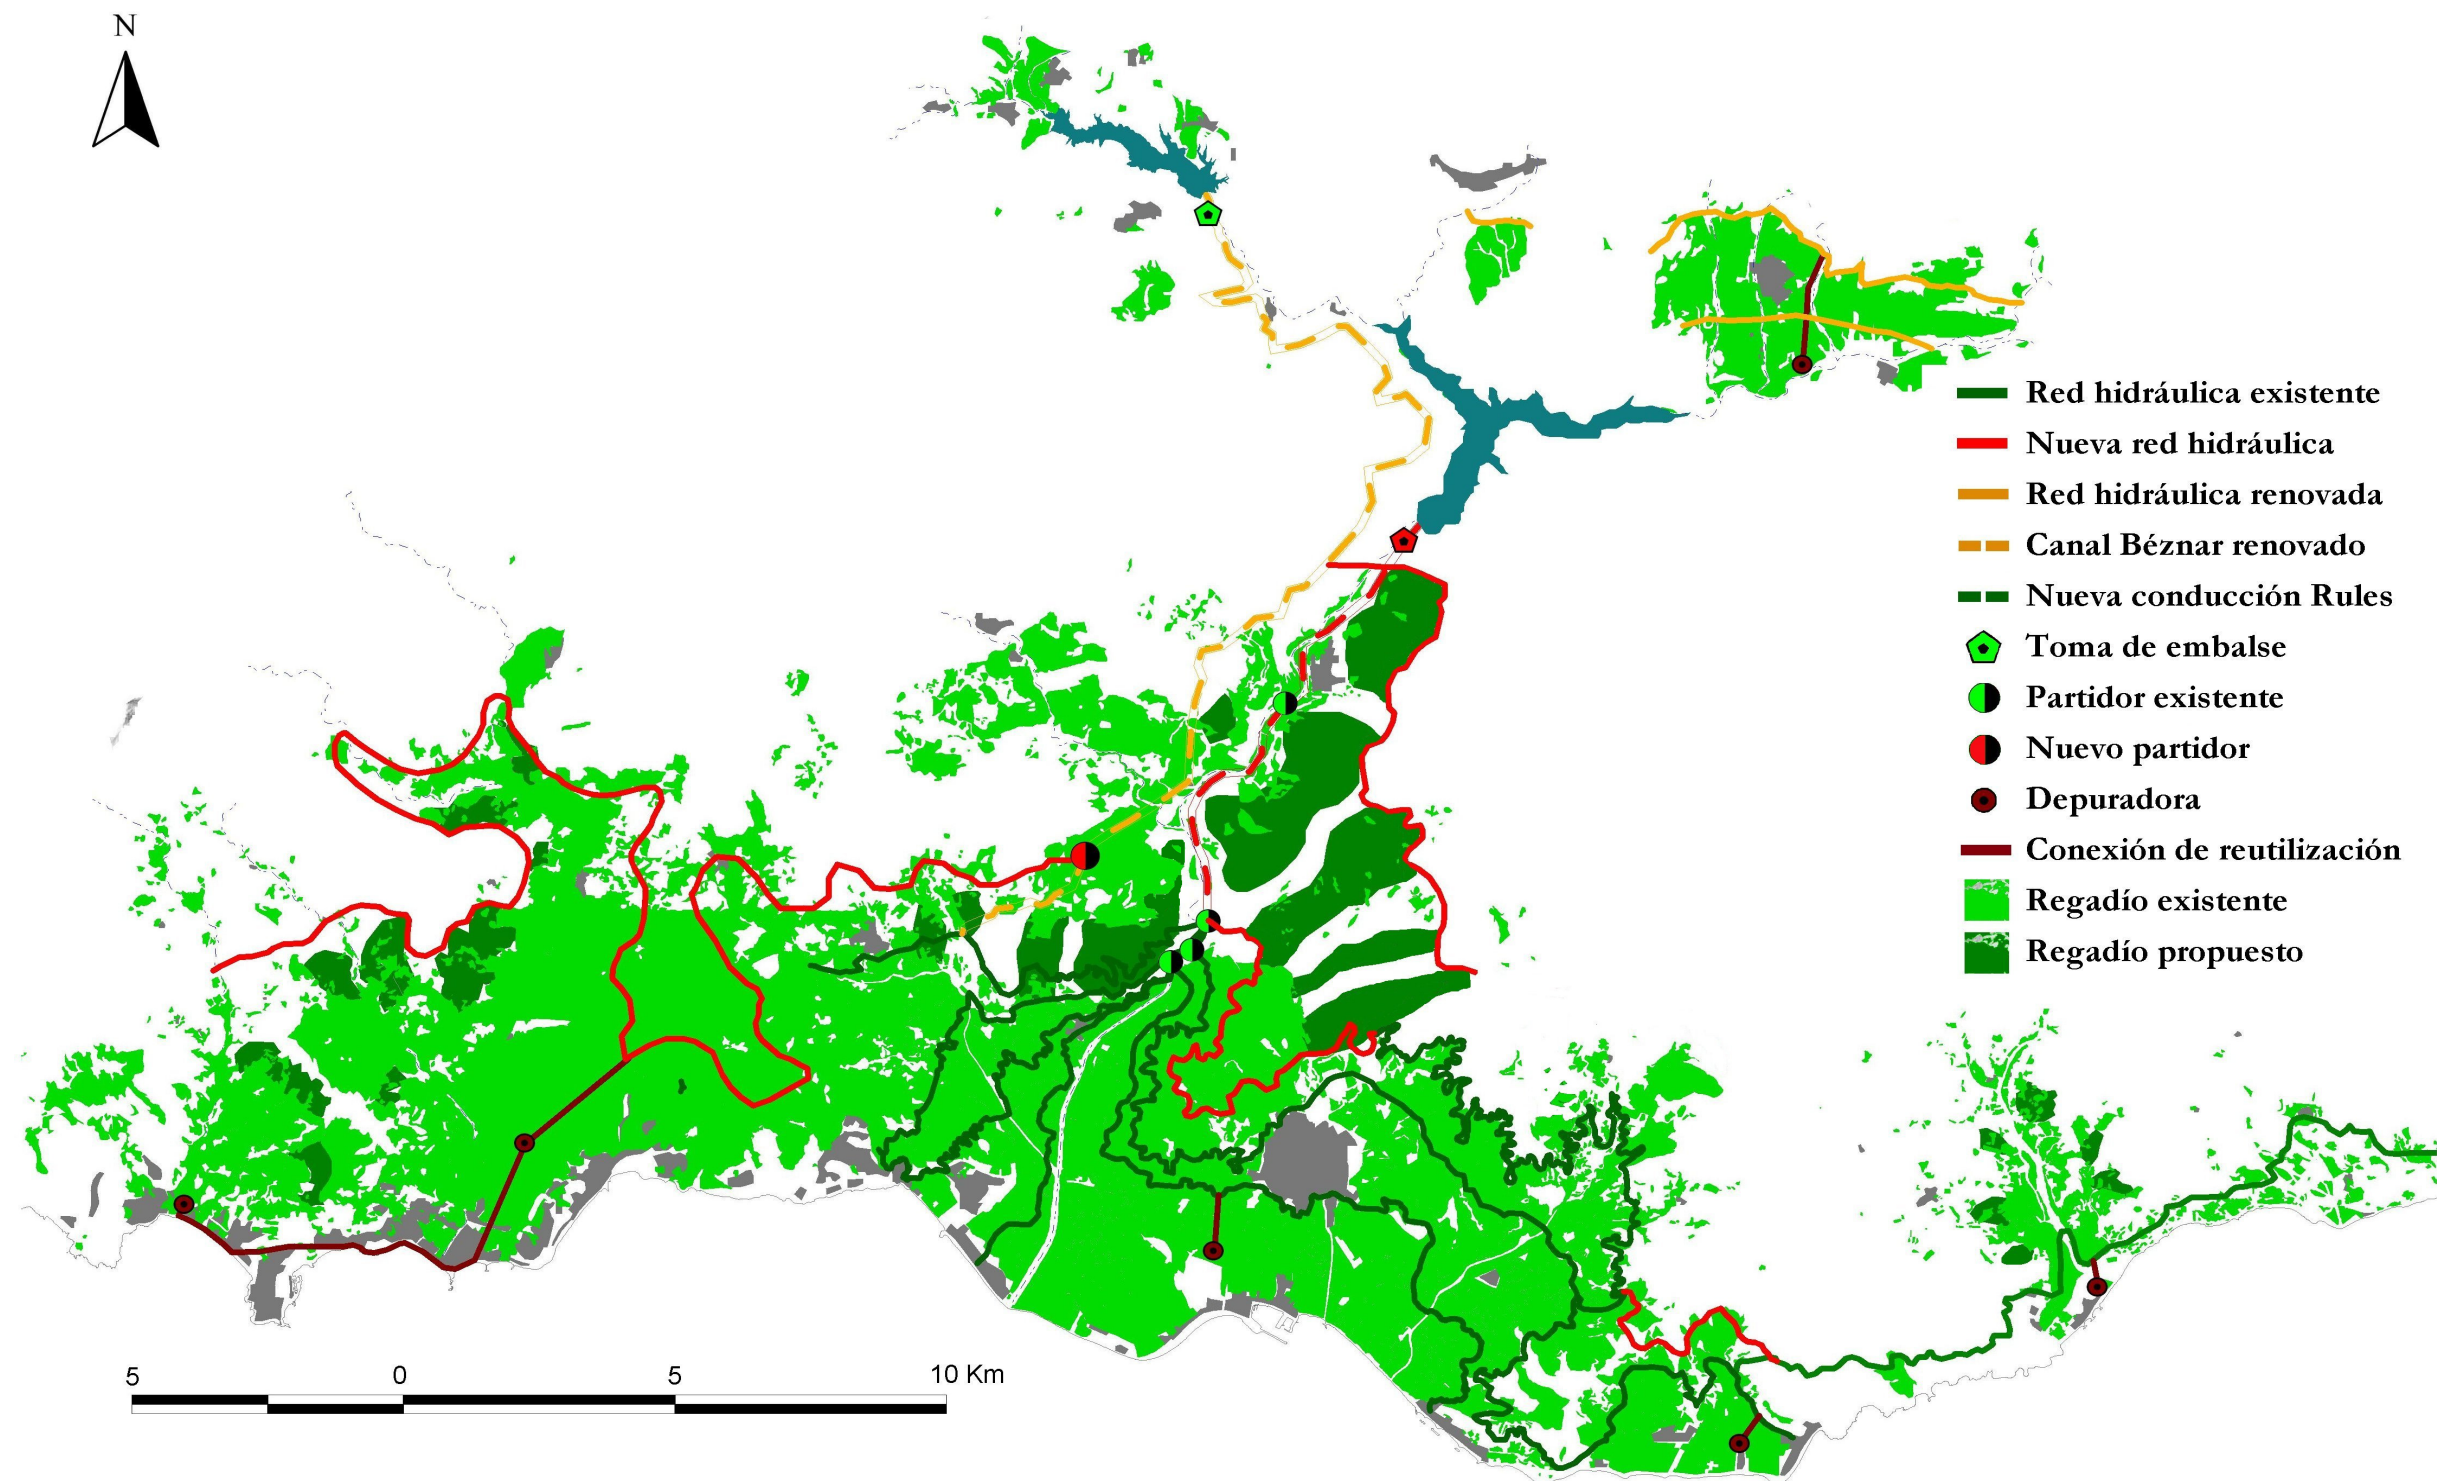 N
Red hidráulica existente
Nueva red hidráulica
Red hidráulica renovada
Canal Béznar renovado
Nueva conducción Rules
Toma de embalse
Partidor existente
Nuevo partidor
Depuradora
Conexión de reutilización
Regadío existente
Regadío propuesto
5 0 5 10 Km